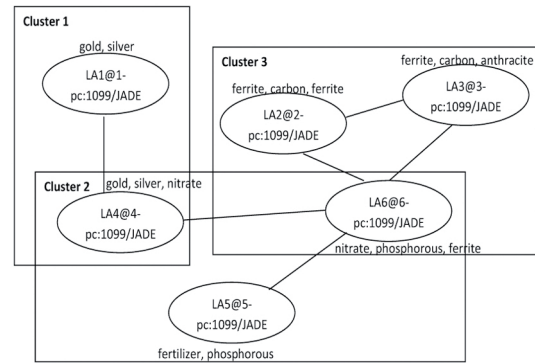 Cluster 1
gold, silver
LA1@1-
pc:1099/JADE
Cluster 3
ferrite, carbon, anthracite
LA3@3-
pc:1099/JADE
ferrite, carbon, ferrite
LA2@2-
pc:1099/JADE
Cluster 2
gold, silver, nitrate
LA4@4-
pc:1099/JADE
LA6@6-
pc:1099/JADE
nitrate, phosphorous, ferrite
LA5@5-
pc:1099/JADE
fertilizer, phosphorous